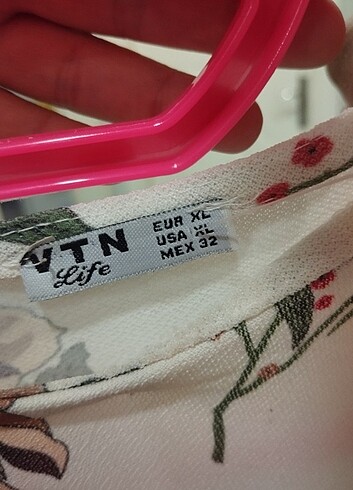 VTN
Life
EUR XL
USA XL
MEX 32